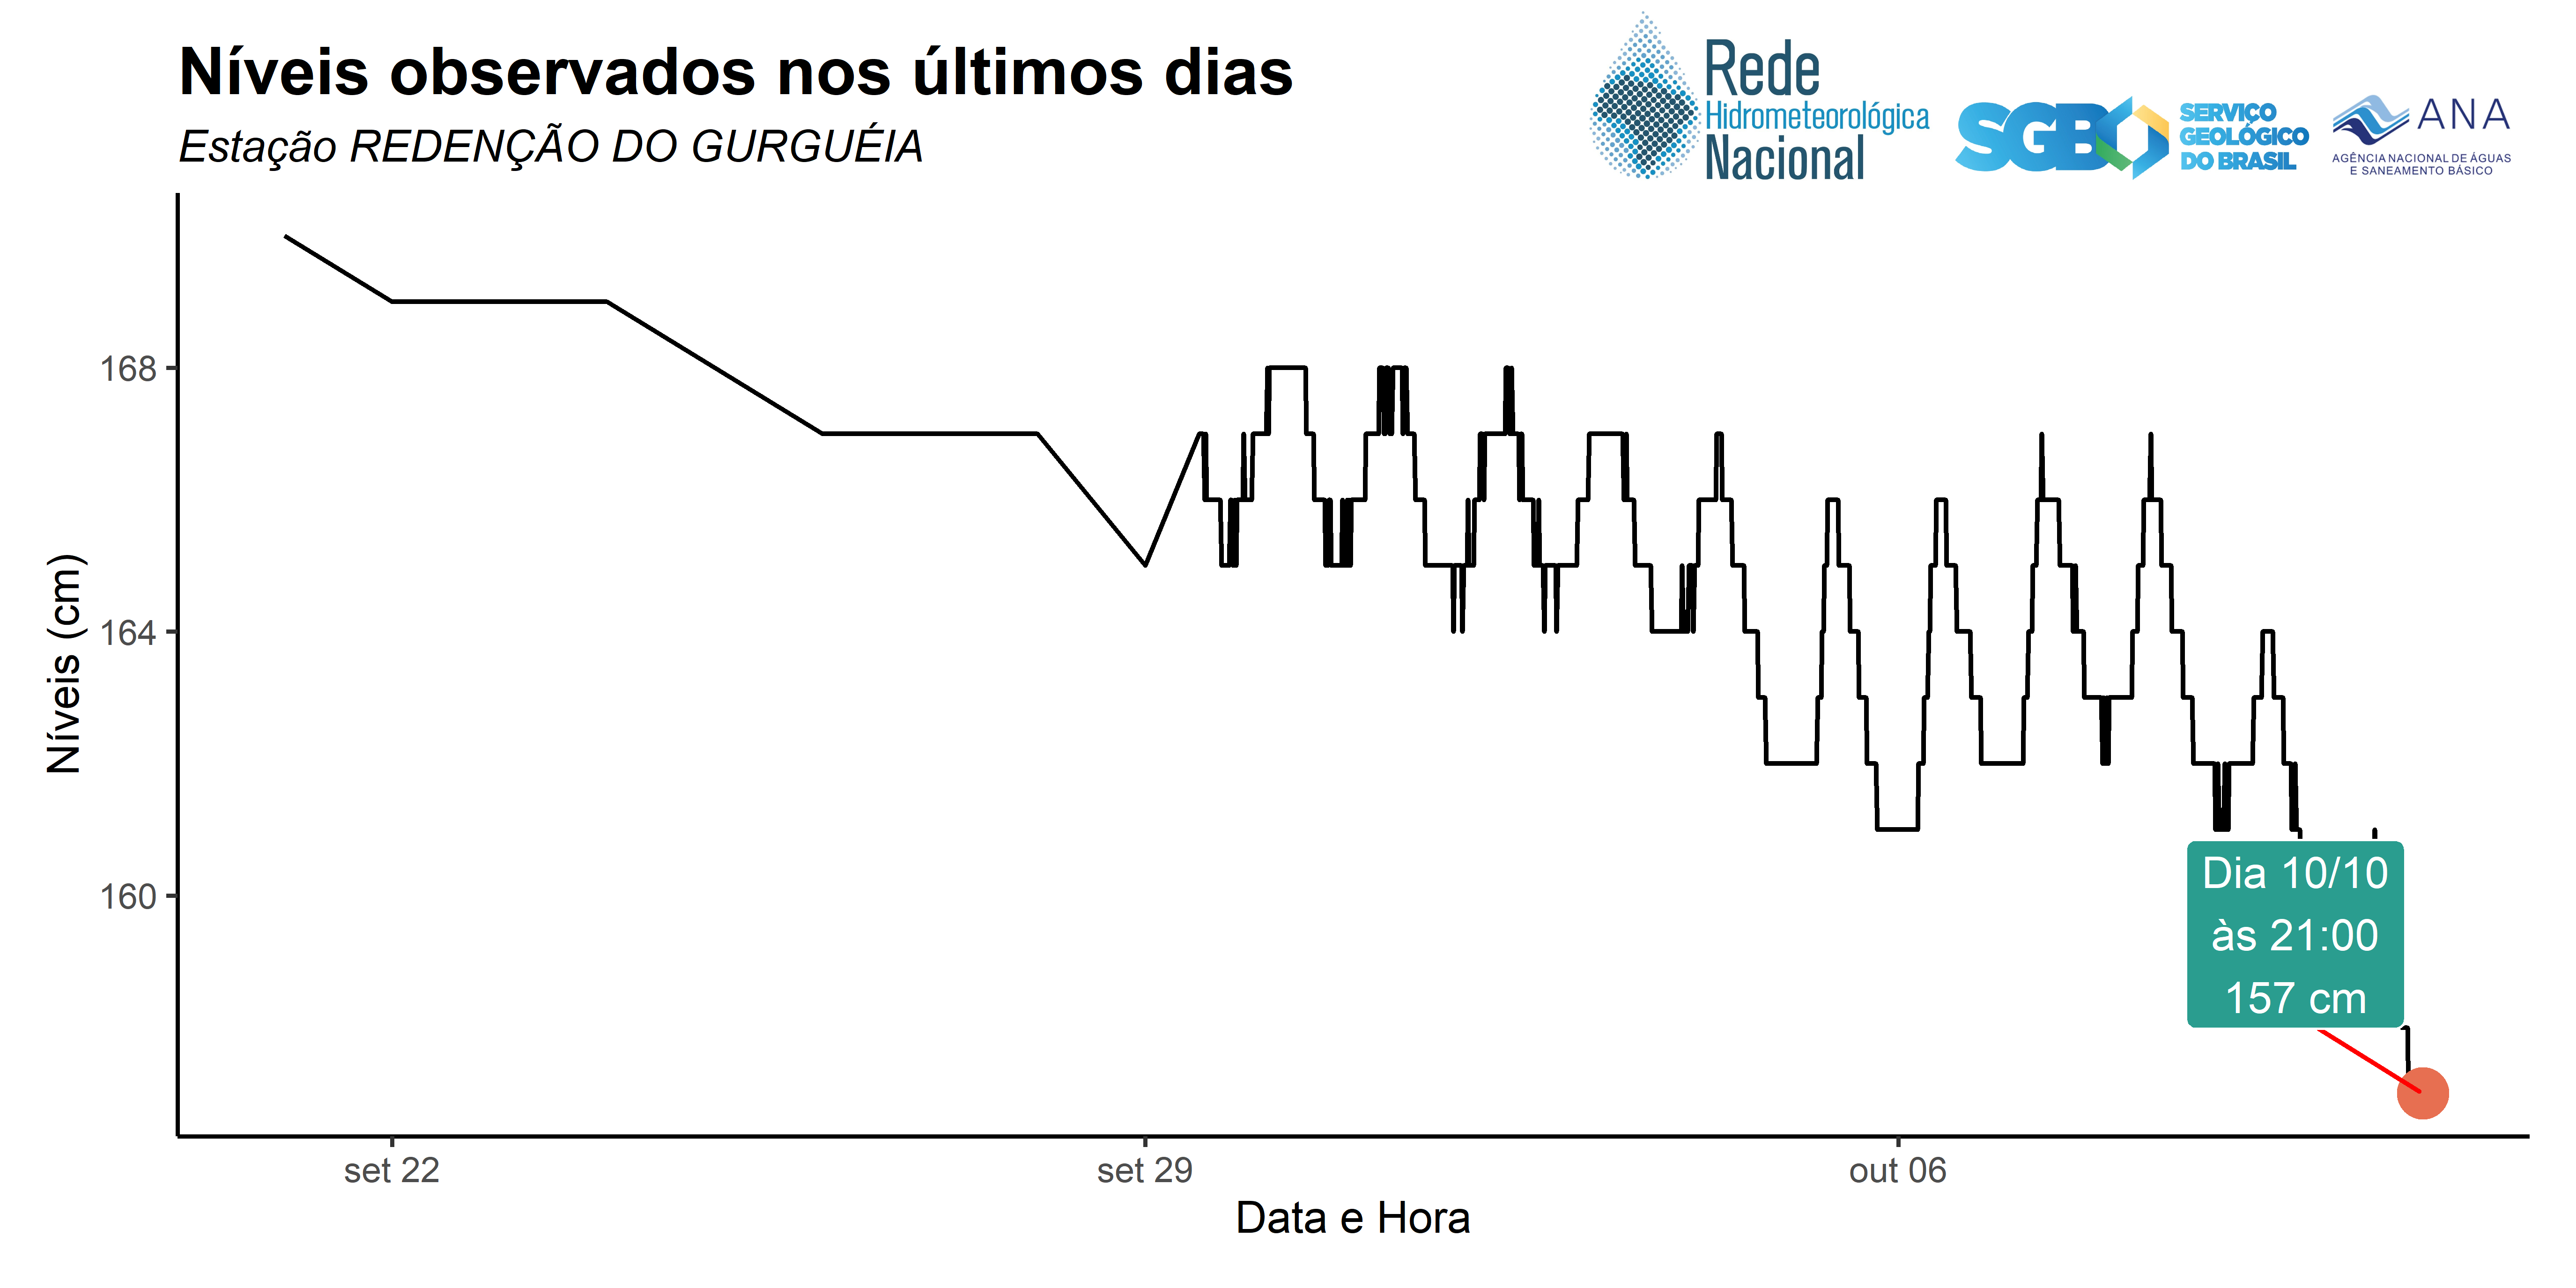 Níveis observados nos últimos dias
Estação REDENÇÃO DO GURGUÉIA
Rede
Hidrometeorológica
Nacional
SGB
SERVIÇO
GEOLÓGICO
DO BRASIL
ANA
AGÊNCIA NACIONAL DE ÁGUAS
E SANEAMENTO BÁSICO
Níveis (cm)
168
164
160
Dia 10/10
às 21:00
157 cm
set 22
set 29
out 06
Data e Hora